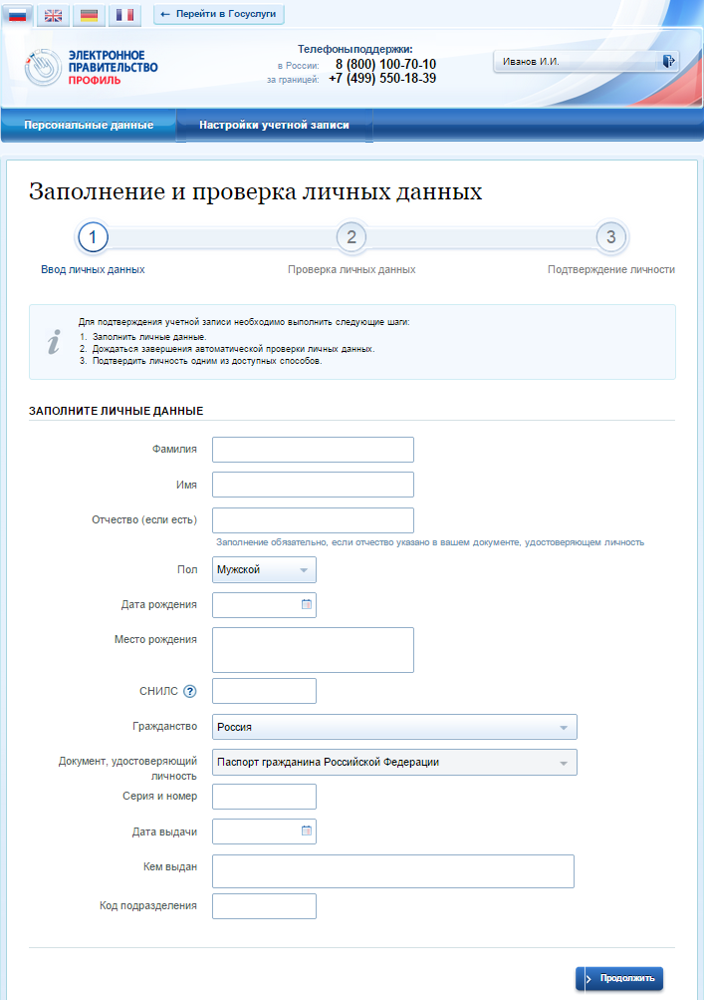 ← Перейти в Госуслуги
ЭЛЕКТРОННОЕ
ПРАВИТЕЛЬСТВО
ПРОФИЛЬ
Телефоны поддержки:
в России: 8 (800) 100-70-10
за границей: +7 (499) 550-18-39
Иванов И.И.
Персональные данные
Настройки учетной записи
Заполнение и проверка личных данных
1 2 3
Ввод личных данных Проверка личных данных Подтверждение личности
i
Для подтверждения учетной записи необходимо выполнить следующие шаги:
1. Заполнить личные данные.
2. Дождаться завершения автоматической проверки личных данных.
3. Подтвердить личность одним из доступных способов.
ЗАПОЛНИТЕ ЛИЧНЫЕ ДАННЫЕ
Фамилия
Имя
Отчество (если есть)
Заполнение обязательно, если отчество указано в вашем документе, удостоверяющем личность
Пол Мужской
Дата рождения
Место рождения
СНИЛС ?
Гражданство Россия
Документ, удостоверяющий
личность
Паспорт гражданина Российской Федерации
Серия и номер
Дата выдачи
Кем выдан
Код подразделения
Продолжить